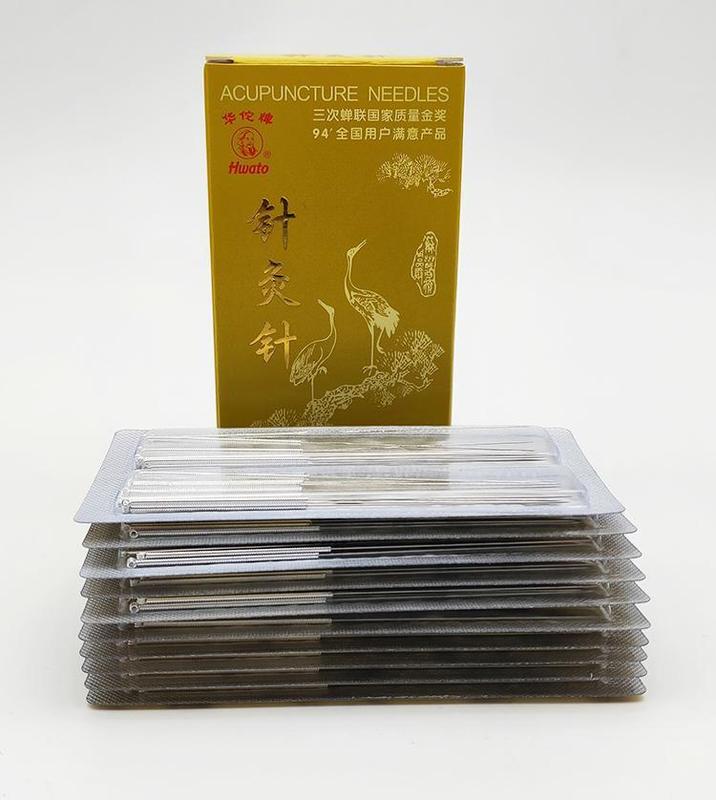 ACUPUNCTURE NEEDLES
华佗牌
Hwato
®
三次蝉联国家质量金奖
94'全国用户满意产品
针
灸
针